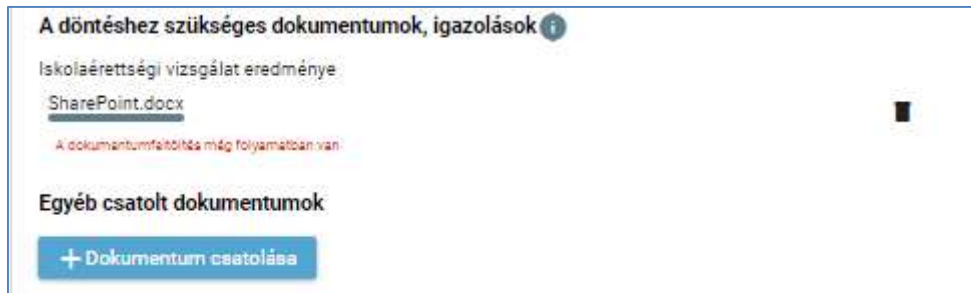 A döntéshez szükséges dokumentumok, igazolások
Iskolaérettségi vizsgálat eredménye
SharePoint.docx
A dokumentumfeltöltés még folyamatban van
Egyéb csatolt dokumentumok
+ Dokumentum csatolása